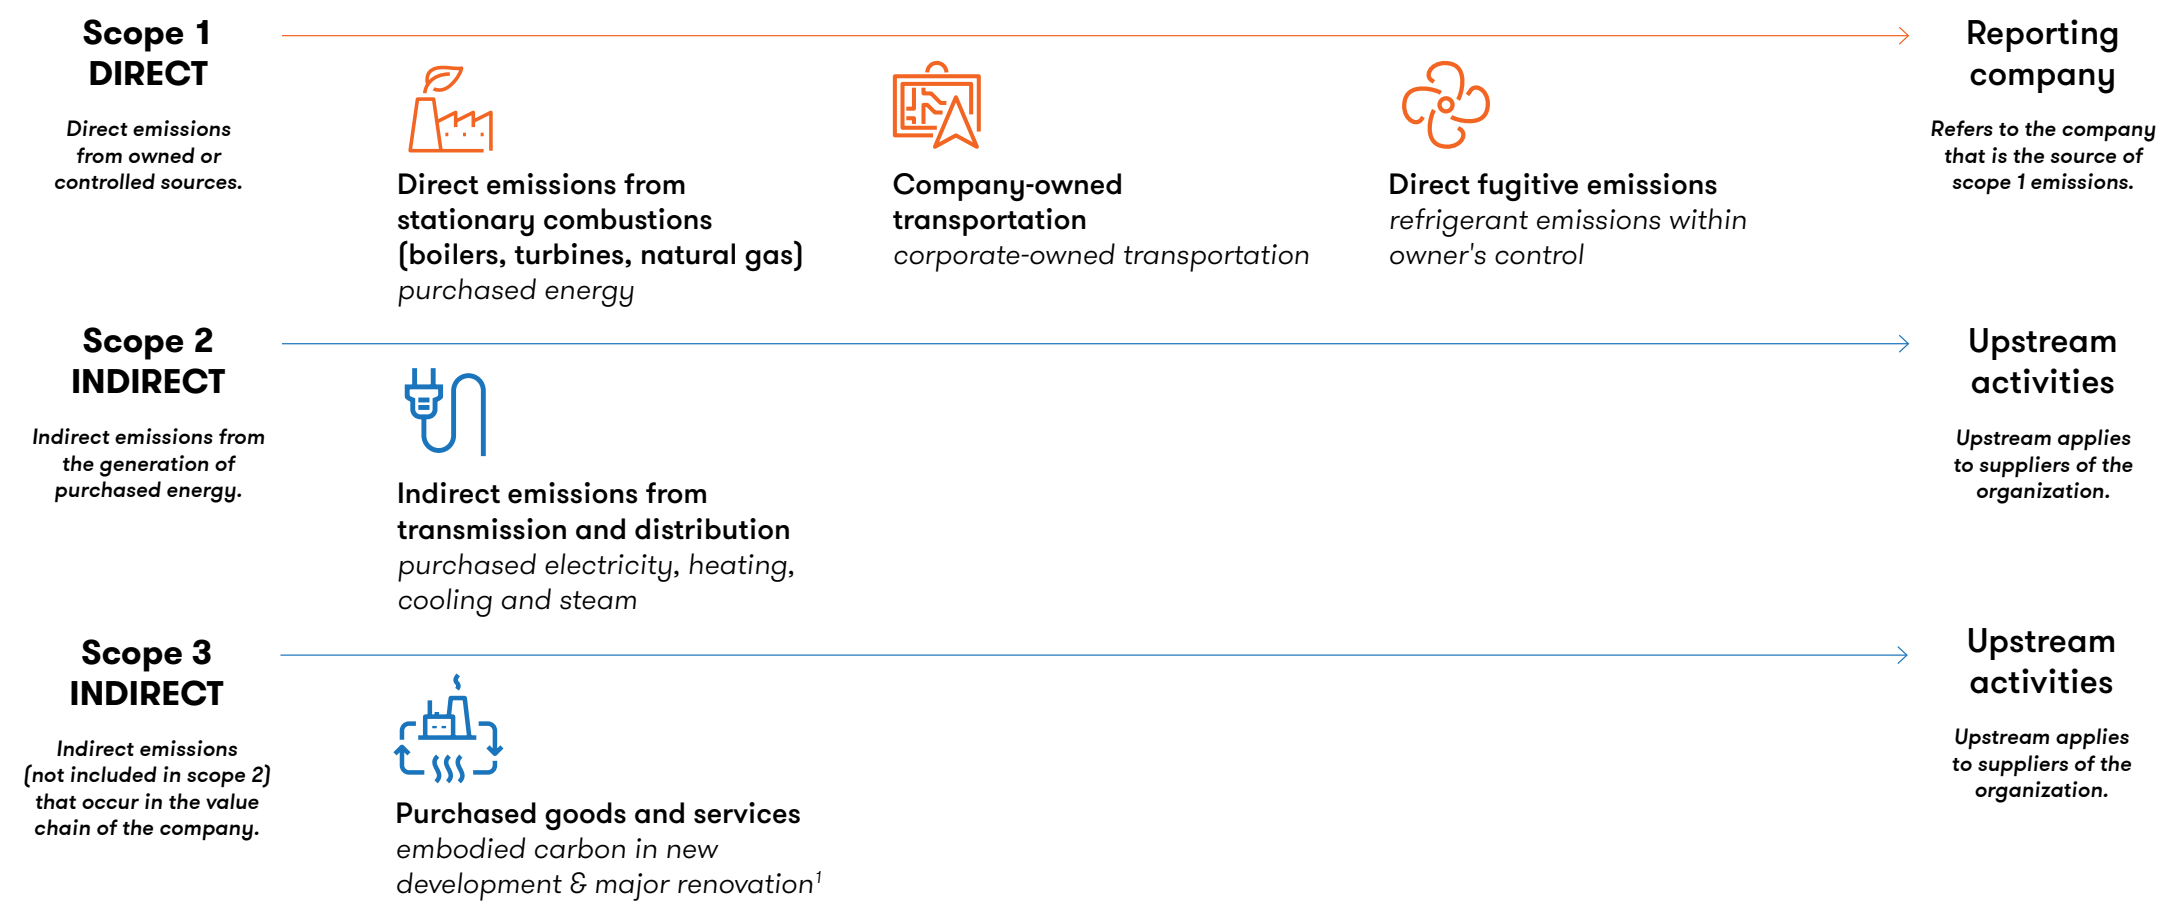 Scope 1
DIRECT
Direct emissions
from owned or
controlled sources.
Direct emissions from
stationary combustions
(boilers, turbines, natural gas)
purchased energy
Company-owned
transportation
corporate-owned transportation
Direct fugitive emissions
refrigerant emissions within
owner's control
Reporting
company
Refers to the company
that is the source of
scope 1 emissions.
Scope 2
INDIRECT
Indirect emissions from
the generation of
purchased energy.
Indirect emissions from
transmission and distribution
purchased electricity, heating,
cooling and steam
Upstream
activities
Upstream applies
to suppliers of the
organization.
Scope 3
INDIRECT
Indirect emissions
(not included in scope 2)
that occur in the value
chain of the company.
Purchased goods and services
embodied carbon in new
development & major renovation¹
Upstream
activities
Upstream applies
to suppliers of the
organization.